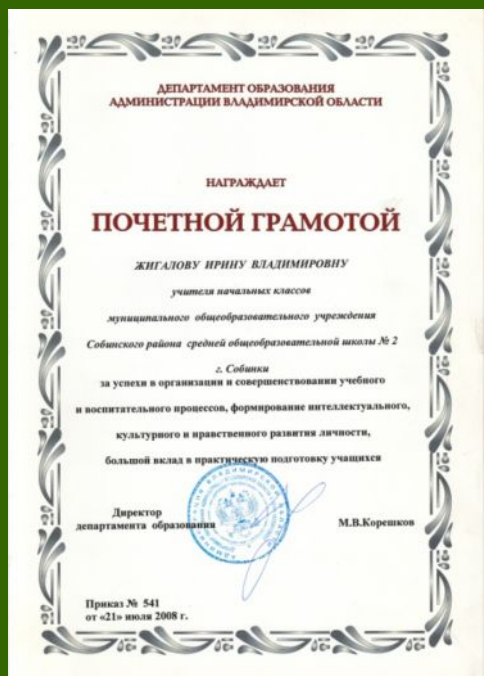 ДЕПАРТАМЕНТ ОБРАЗОВАНИЯ
АДМИНИСТРАЦИИ ВЛАДИМИРСКОЙ ОБЛАСТИ
НАГРАЖДАЕТ
ПОЧЕТНОЙ ГРАМОТОЙ
ЖИГАЛОВУ ИРИНУ ВЛАДИМИРОВНУ
учителя начальных классов
муниципального общеобразовательного учреждения
Собинского района средней общеобразовательной школы № 2
г. Собинки
за успехи в организации и совершенствовании учебного
и воспитательного процессов, формирование интеллектуального,
культурного и нравственного развития личности,
большой вклад в практическую подготовку учащихся
Директор
департамента образования М.В.Корешков
Приказ № 541
от «21» июля 2008 г.